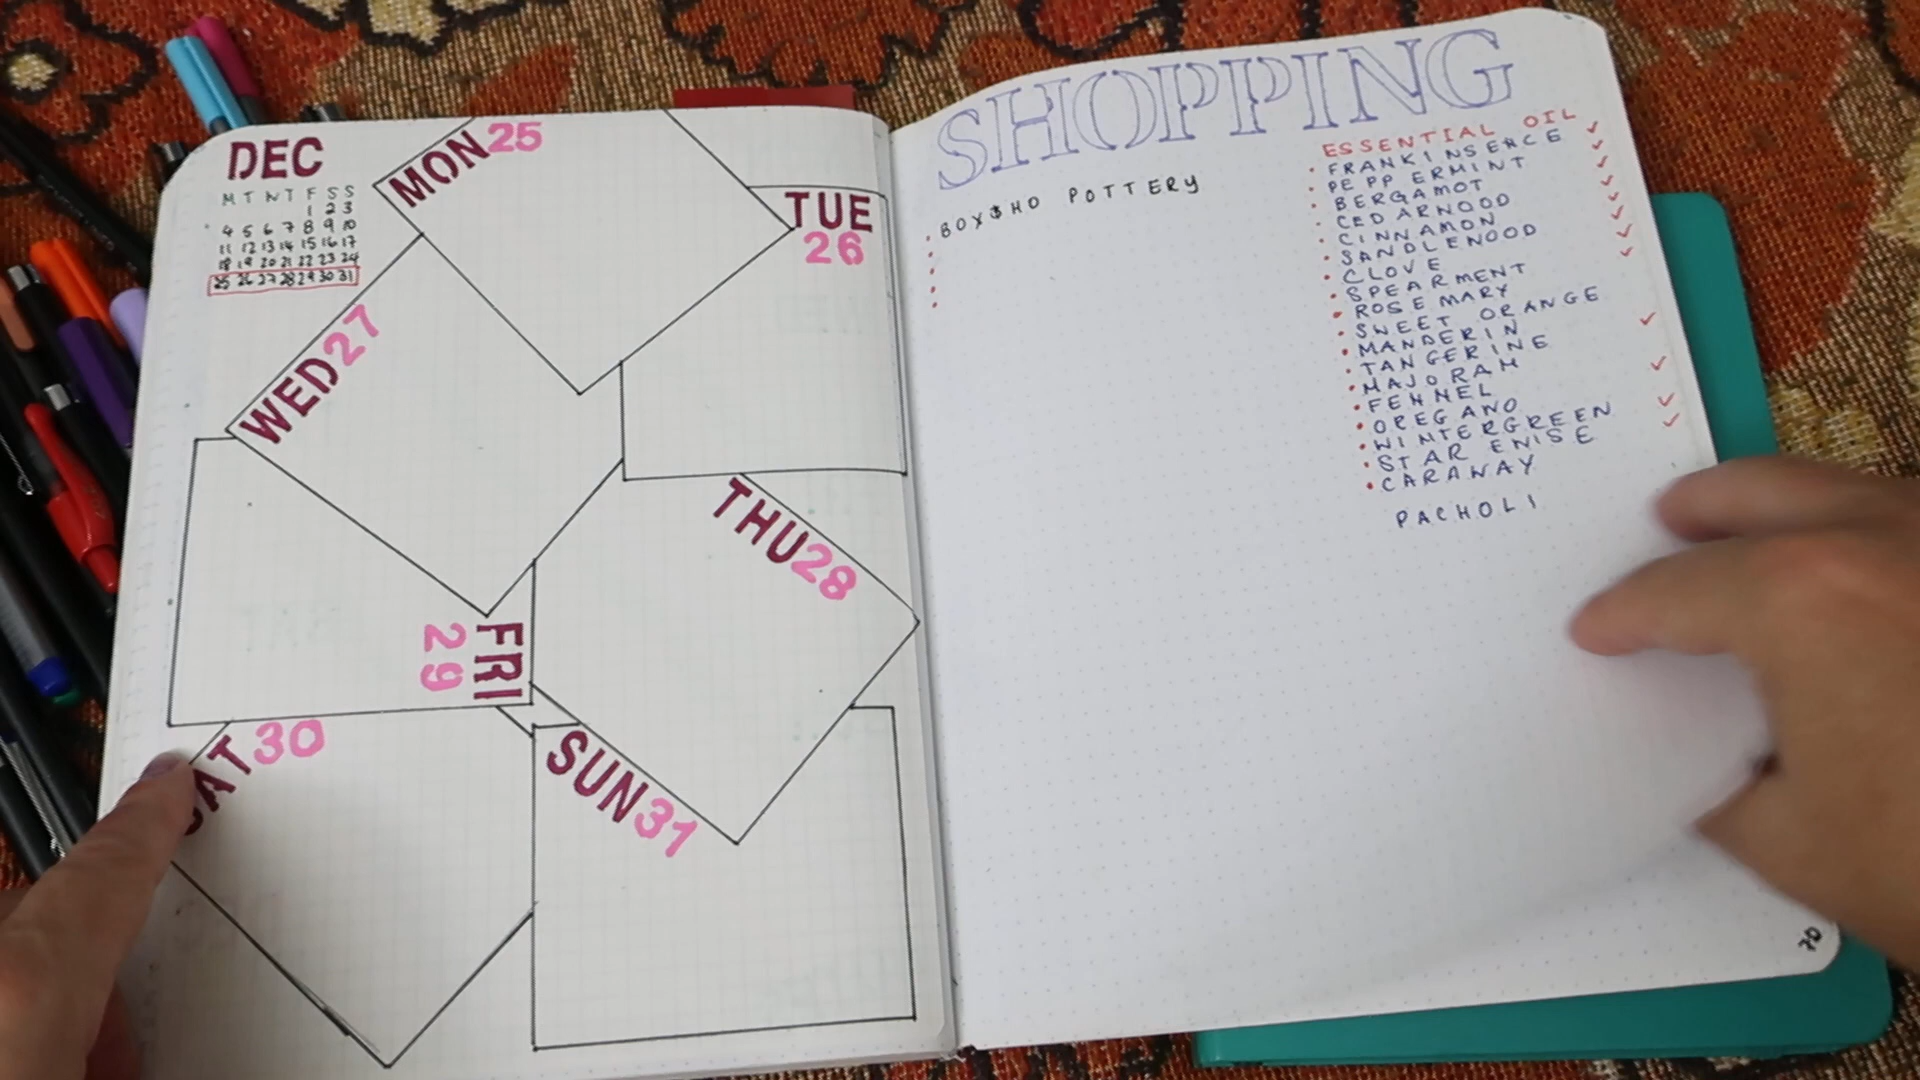 DEC
M T W T F S S
1 2 3
4 5 6 7 8 9 10
11 12 13 14 15 16 17
18 19 20 21 22 23 24
25 26 27 28 29 30 31
MON 25
TUE
26
WED 27
THU 28
FRI
29
SAT 30
SUN 31
SHOPPING
POTTERY
ESSENTIAL OIL
FRANKINSENCE
PEPPERMINT
BERGAMOT
CEDARWOOD
CINNAMON
SANDLEWOOD
CLOVE
SPEARMENT
ROSEMARY
SWEET ORANGE
MANDERIN
TANGERINE
MAJORAM
FENNEL
OREGANO
WINTERGREEN
STAR ENISE
CARAWAY
PACHOLI
70